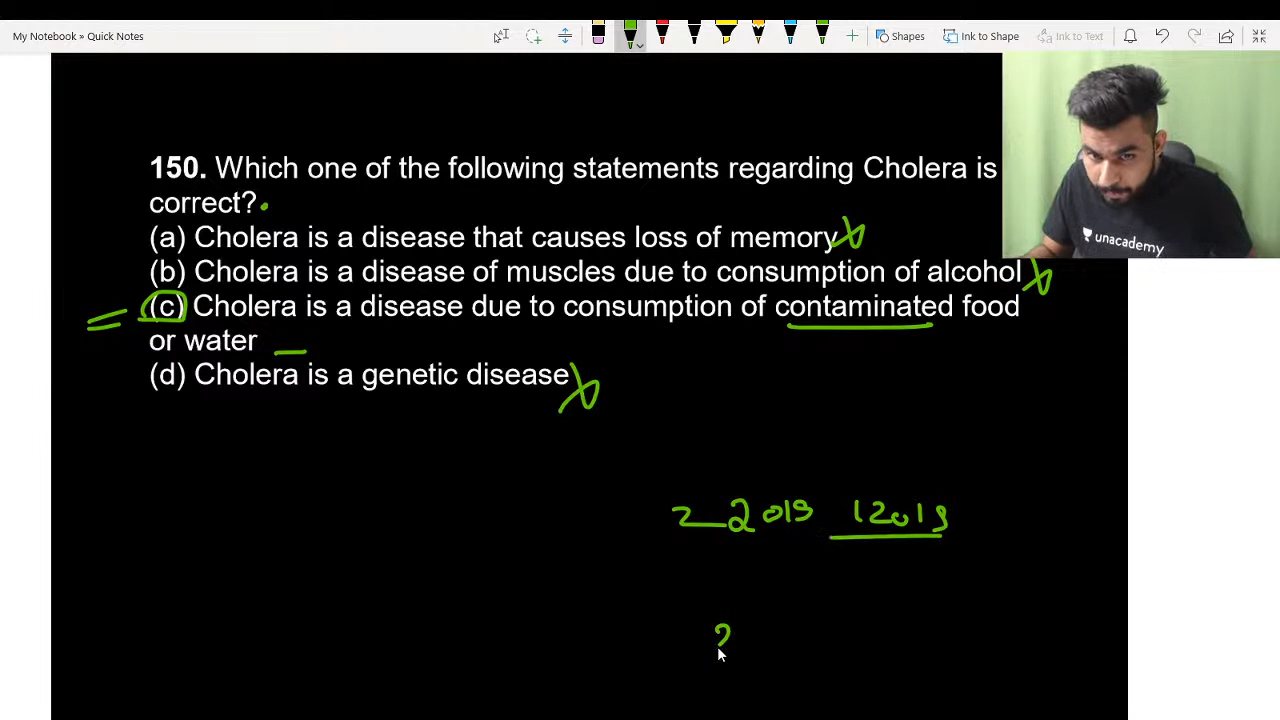 My Notebook » Quick Notes
Shapes
Ink to Shape
Ink to Text
150. Which one of the following statements regarding Cholera is
correct?
(a) Cholera is a disease that causes loss of memory
(b) Cholera is a disease of muscles due to consumption of alcohol
(c) Cholera is a disease due to consumption of contaminated food
or water
(d) Cholera is a genetic disease
unacademy
2 2019 12019
2